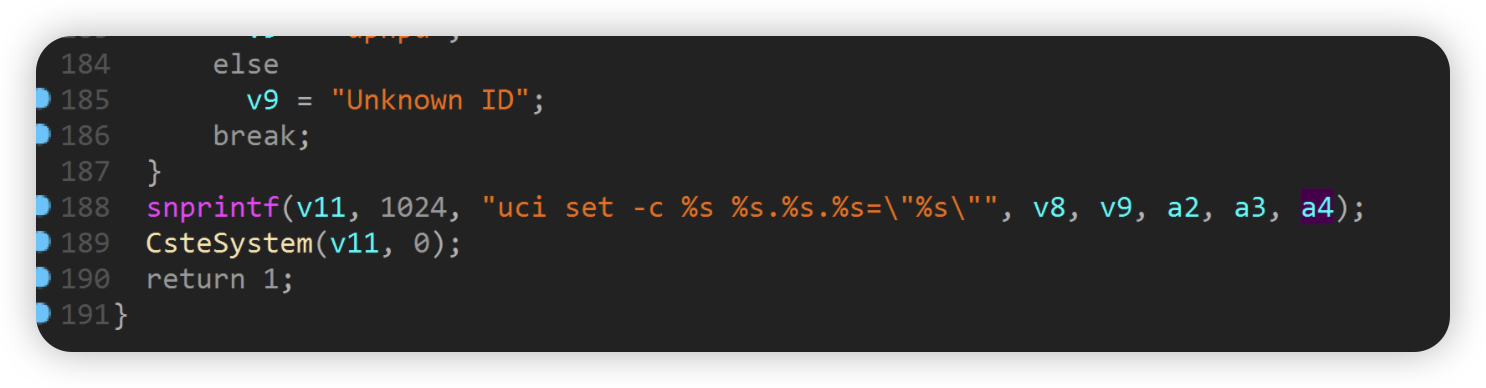 184 else
185 v9 = "Unknown ID";
186 break;
187 }
188 snprintf(v11, 1024, "uci set -c %s %s.%s.%s=\"%s\"", v8, v9, a2, a3, a4);
189 CsteSystem(v11, 0);
190 return 1;
191 }